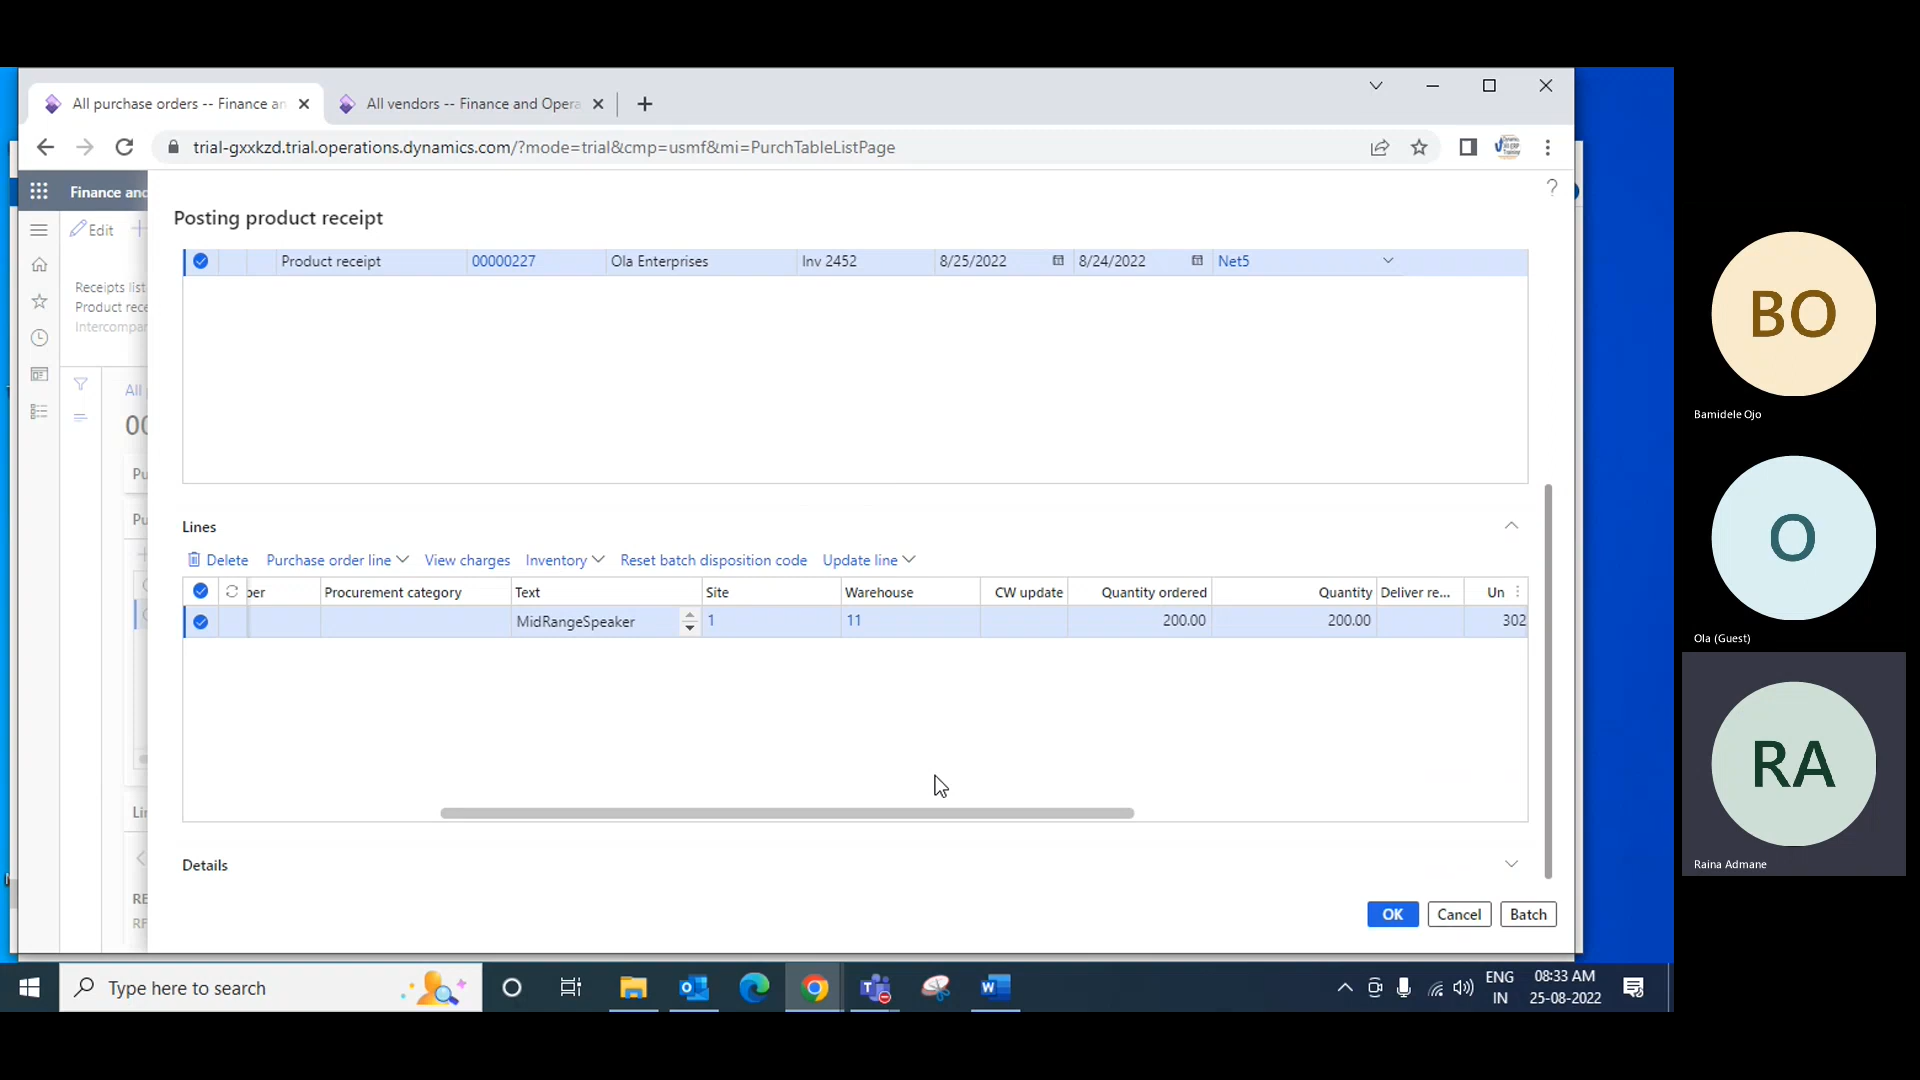 All purchase orders -- Finance an
All vendors -- Finance and Opera
trial-gxxkzd.trial.operations.dynamics.com/?mode=trial&cmp=usmf&mi=PurchTableListPage
Finance and
?
Edit
Posting product receipt
Product receipt 00000227 Ola Enterprises Inv 2452 8/25/2022 8/24/2022 Net5
Receipts list
Product rece
Intercompan
All
00
Pu
Pu
Lines
Delete Purchase order line View charges Inventory Reset batch disposition code Update line
ber Procurement category Text Site Warehouse CW update Quantity ordered Quantity Deliver re... Un
MidRangeSpeaker 1 11 200.00 200.00 302
Lin
Details
RE
RF
OK Cancel Batch
BO
Bamidele Ojo
O
Ola (Guest)
RA
Raina Admane
Type here to search
ENG
IN
08:33 AM
25-08-2022